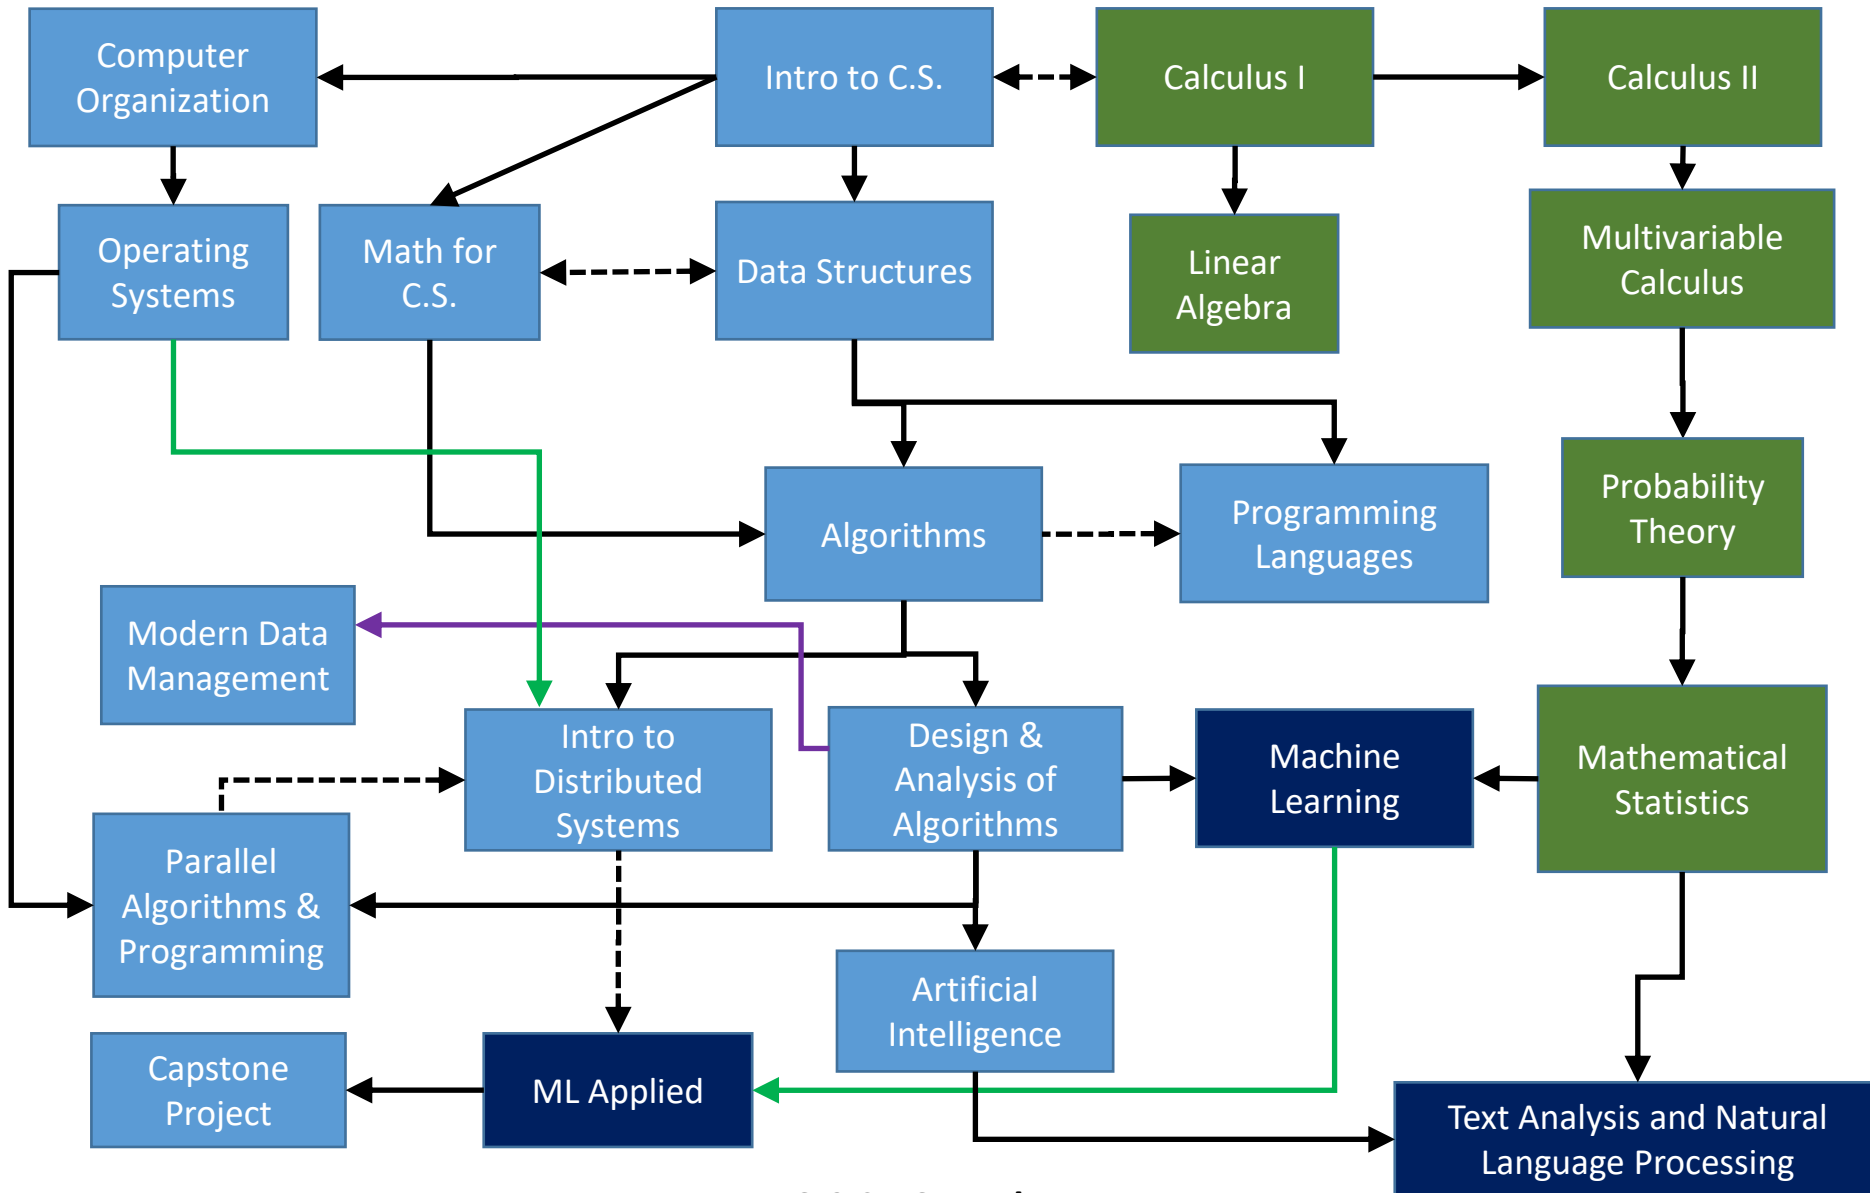 Computer
Organization
Intro to C.S.
Calculus I
Calculus II
Operating
Systems
Math for
C.S.
Data Structures
Linear
Algebra
Multivariable
Calculus
Algorithms
Programming
Languages
Probability
Theory
Modern Data
Management
Intro to
Distributed
Systems
Design &
Analysis of
Algorithms
Machine
Learning
Mathematical
Statistics
Parallel
Algorithms &
Programming
Artificial
Intelligence
Capstone
Project
ML Applied
Text Analysis and Natural
Language Processing